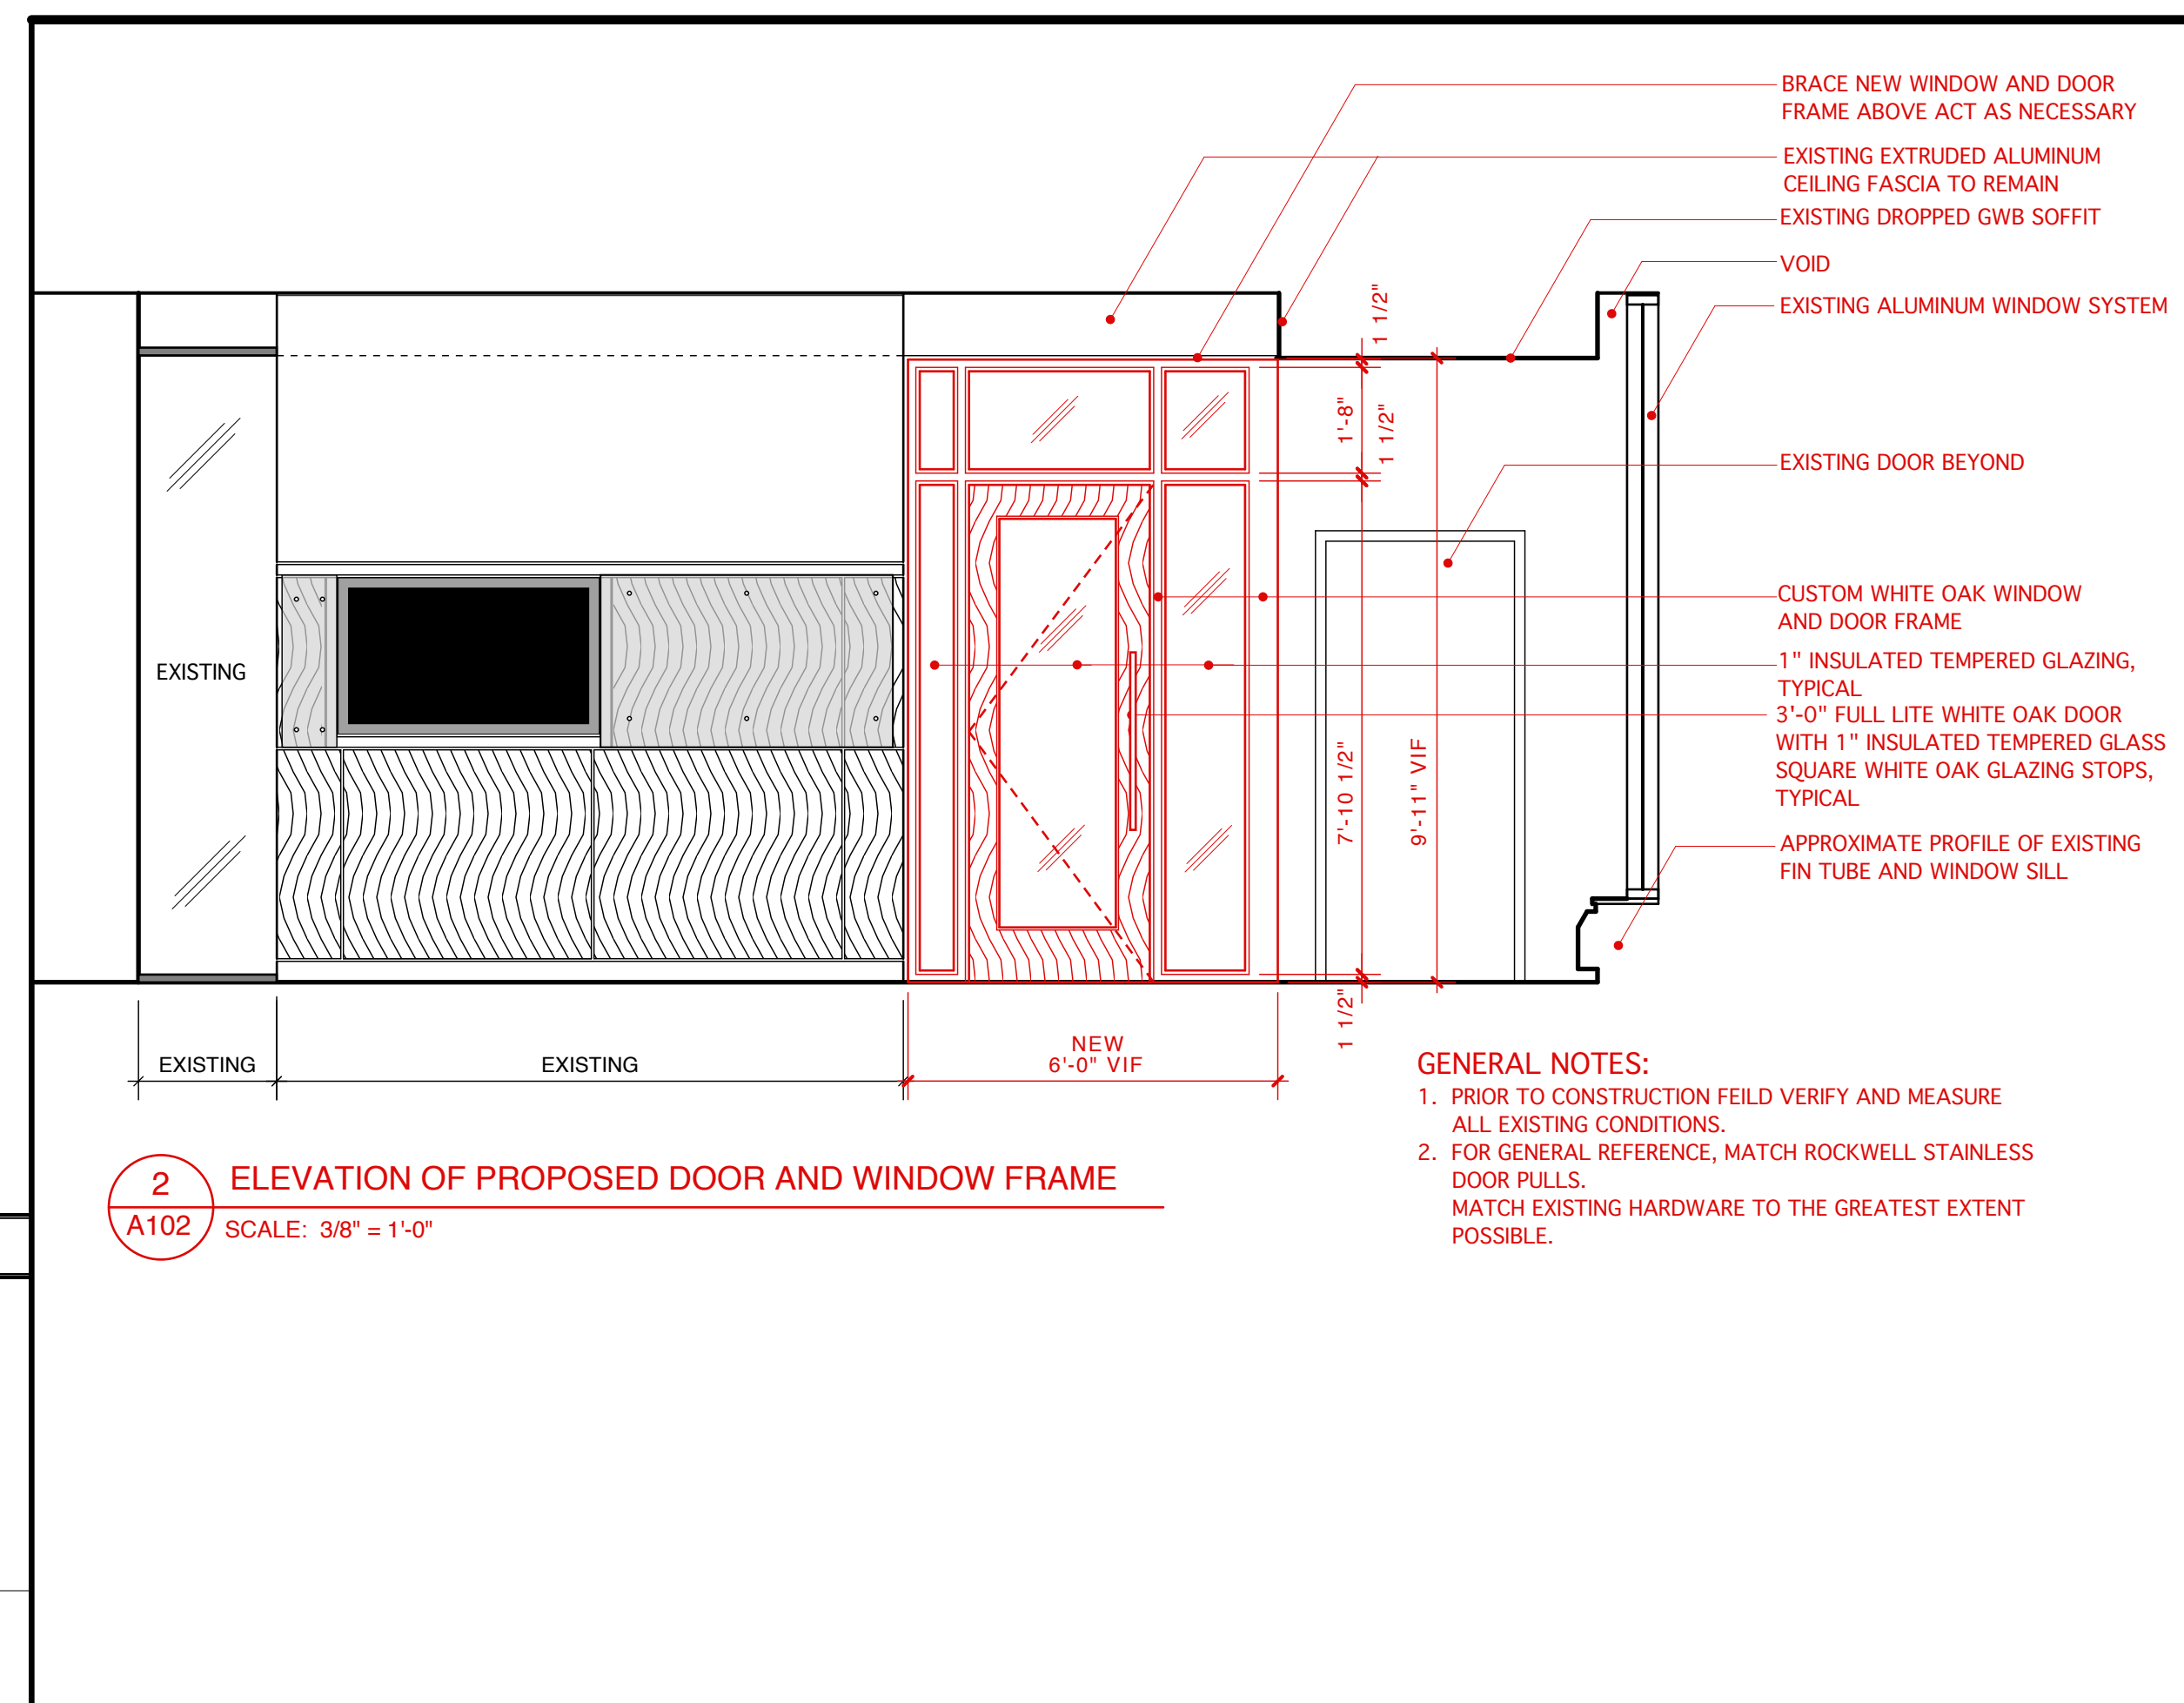 BRACE NEW WINDOW AND DOOR
FRAME ABOVE ACT AS NECESSARY
EXISTING EXTRUDED ALUMINUM
CEILING FASCIA TO REMAIN
EXISTING DROPPED GWB SOFFIT
VOID
EXISTING ALUMINUM WINDOW SYSTEM
EXISTING DOOR BEYOND
CUSTOM WHITE OAK WINDOW
AND DOOR FRAME
1" INSULATED TEMPERED GLAZING,
TYPICAL
3'-0" FULL LITE WHITE OAK DOOR
WITH 1" INSULATED TEMPERED GLASS
SQUARE WHITE OAK GLAZING STOPS,
TYPICAL
APPROXIMATE PROFILE OF EXISTING
FIN TUBE AND WINDOW SILL
1 1/2"
1'-8"
1 1/2"
7'-10 1/2"
9'-11" VIF
1 1/2"
EXISTING
EXISTING
EXISTING
NEW
6'-0" VIF
GENERAL NOTES:
1. PRIOR TO CONSTRUCTION FEILD VERIFY AND MEASURE
ALL EXISTING CONDITIONS.
2. FOR GENERAL REFERENCE, MATCH ROCKWELL STAINLESS
DOOR PULLS.
MATCH EXISTING HARDWARE TO THE GREATEST EXTENT
POSSIBLE.
2
A102
ELEVATION OF PROPOSED DOOR AND WINDOW FRAME
SCALE: 3/8" = 1'-0"